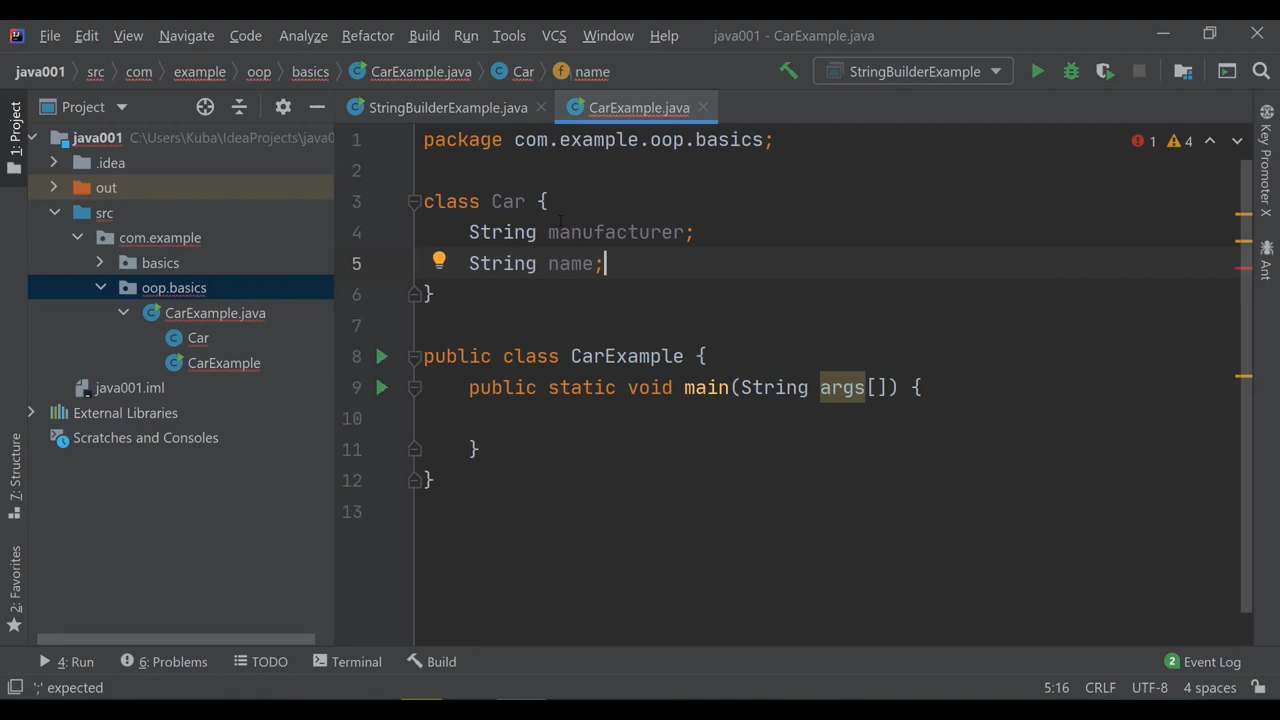 File Edit View Navigate Code Analyze Refactor Build Run Tools VCS Window Help java001 - CarExample.java
java001 src com example oop basics CarExample.java Car f name StringBuilderExample
Project
StringBuilderExample.java
CarExample.java
1: Project
7: Structure
2: Favorites
java001 C:\Users\Kuba\IdeaProjects\java0
.idea
out
src
com.example
basics
oop.basics
CarExample.java
Car
CarExample
java001.iml
External Libraries
Scratches and Consoles
1 package com.example.oop.basics;
2
3 class Car {
4 String manufacturer;
5 String name;
6 }
7
8 public class CarExample {
9 public static void main(String args[]) {
10
11 }
12 }
13
1 4
Key Promoter X
Ant
4: Run 6: Problems TODO Terminal Build 2 Event Log
';' expected 5:16 CRLF UTF-8 4 spaces